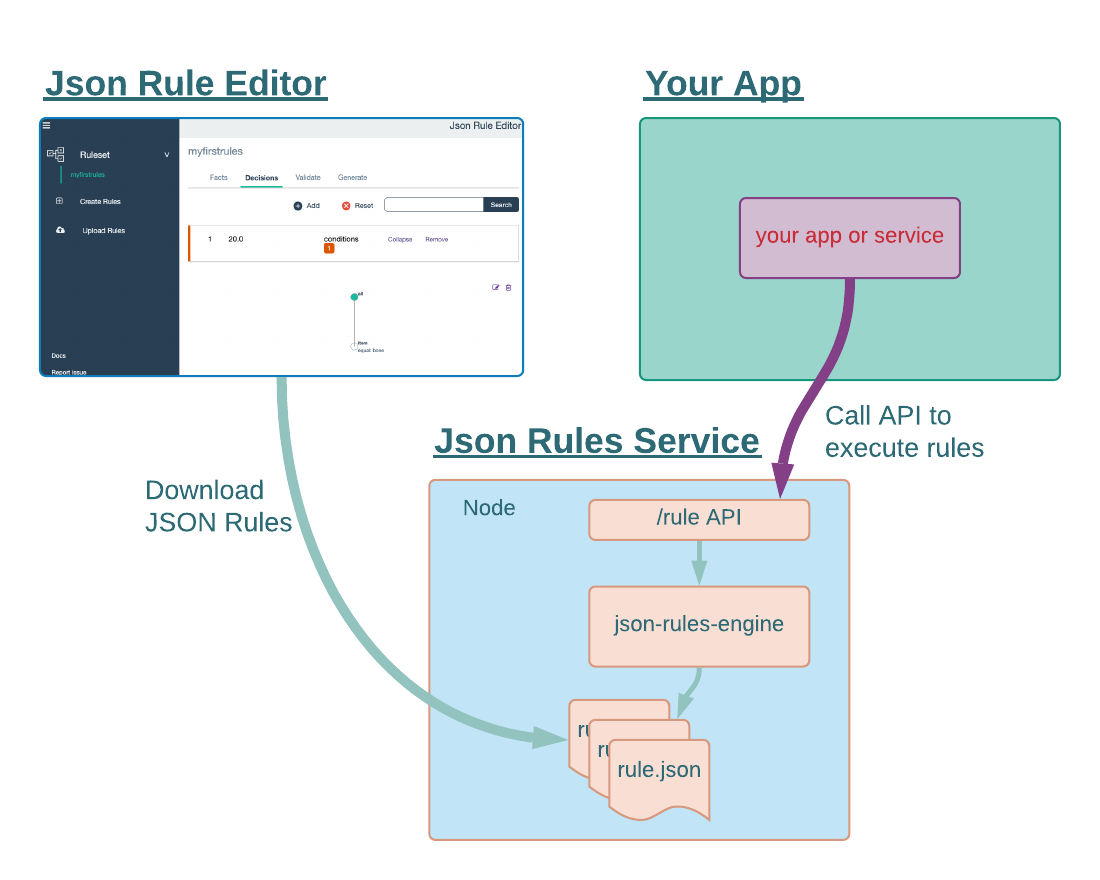 Json Rule Editor
Your App
Json Rule Editor
Ruleset
myfirstrules
Create Rules
Upload Rules
Docs
Report issue
myfirstrules
Facts Decisions Validate Generate
Add Reset Search
1 20.0 conditions Collapse Remove
1
all
item
equal: bone
your app or service
Call API to
execute rules
Json Rules Service
Download
JSON Rules
Node
/rule API
json-rules-engine
ru
ru
rule.json